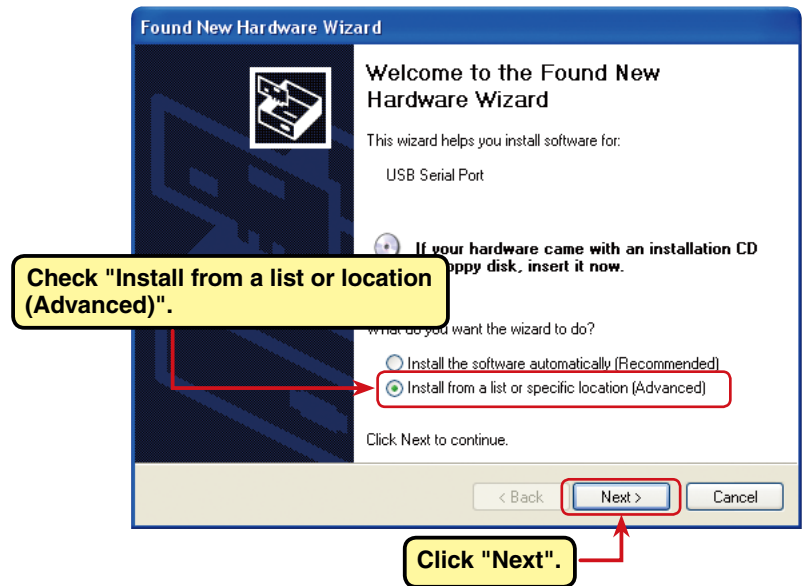 Found New Hardware Wizard
Welcome to the Found New
Hardware Wizard
This wizard helps you install software for:
USB Serial Port
If your hardware came with an installation CD
disk, insert it now.
Check "Install from a list or location
(Advanced)".
do you want the wizard to do?
Install the software automatically (Recommended)
Install from a list or specific location (Advanced)
Click Next to continue.
< Back
Next >
Cancel
Click "Next".